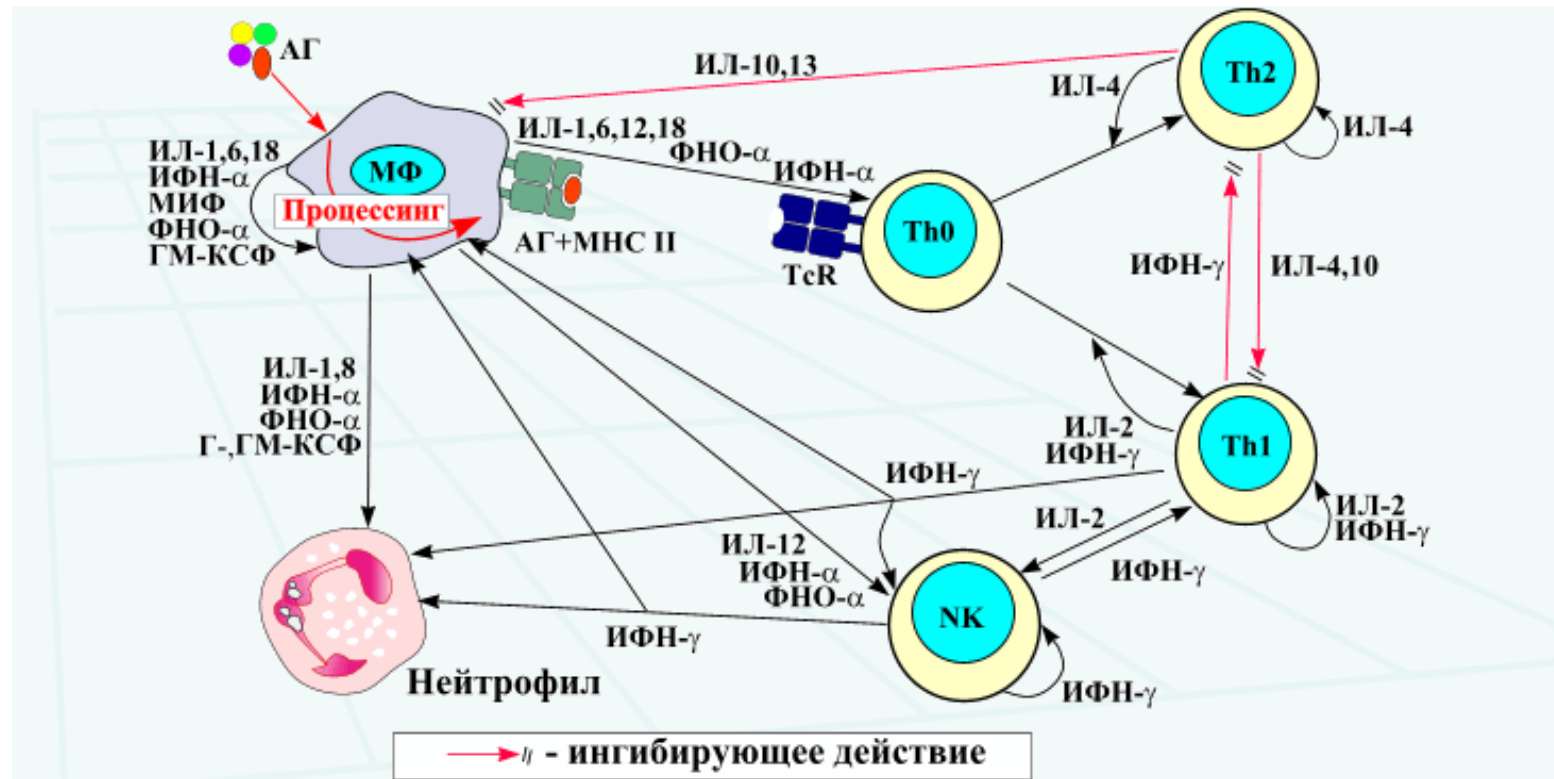 АГ
ИЛ-10,13
Th2
ИЛ-4
ИЛ-4
ИЛ-1,6,18
ИФН-α
МИФ
ФНО-α
ГМ-КСФ
МФ
Процессинг
ИЛ-1,6,12,18
ФНО-α
ИФН-α
АГ+МНС II
TcR
Th0
ИФН-γ
ИЛ-4,10
ИЛ-1,8
ИФН-α
ФНО-α
Г-,ГМ-КСФ
ИЛ-2
ИФН-γ
Th1
ИФН-γ
ИЛ-2
ИЛ-2
ИФН-γ
ИФН-γ
ИЛ-12
ИФН-α
ФНО-α
NK
ИФН-γ
ИФН-γ
Нейтрофил
- ингибирующее действие